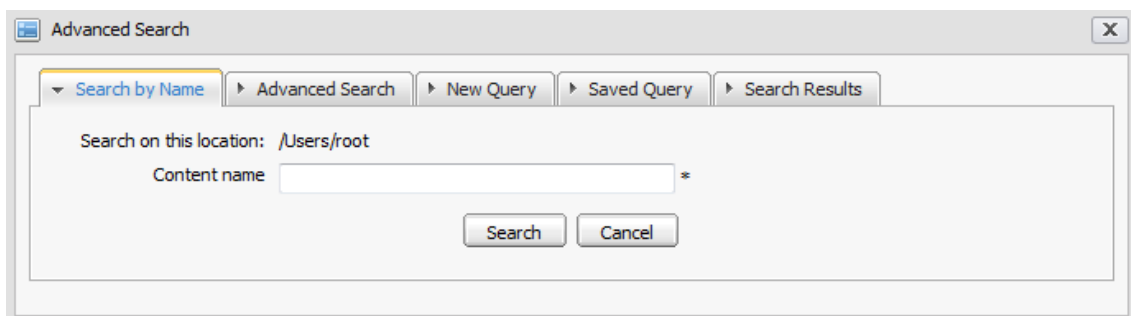 Advanced Search
Search by Name Advanced Search New Query Saved Query Search Results
Search on this location: /Users/root
Content name *
Search Cancel